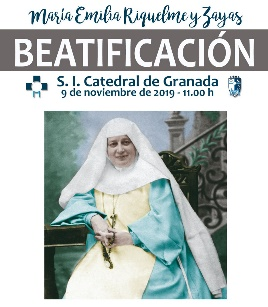 María Emilia Riquelme y Zayas
BEATIFICACIÓN
S. I. Catedral de Granada
9 de noviembre de 2019 - 11.00 h